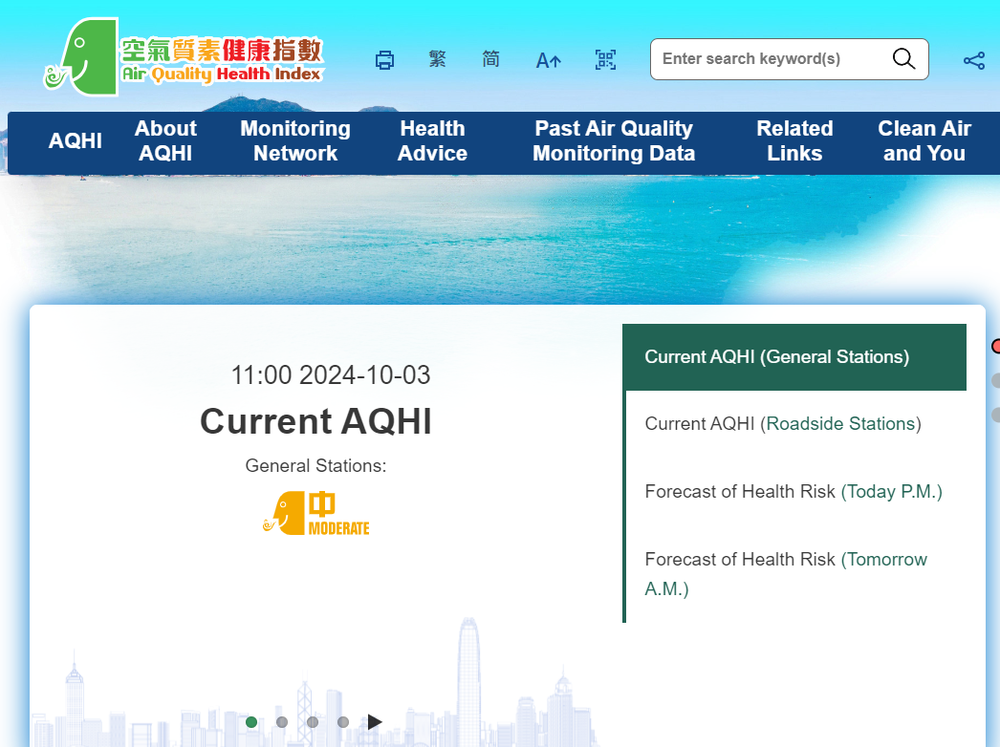 空氣質素健康指數
Air Quality Health Index
繁
简
A
Enter search keyword(s)
AQHI
About
AQHI
Monitoring
Network
Health
Advice
Past Air Quality
Monitoring Data
Related
Links
Clean Air
and You
11:00 2024-10-03
Current AQHI
General Stations:
中
MODERATE
Current AQHI (General Stations)
Current AQHI (Roadside Stations)
Forecast of Health Risk (Today P.M.)
Forecast of Health Risk (Tomorrow
A.M.)